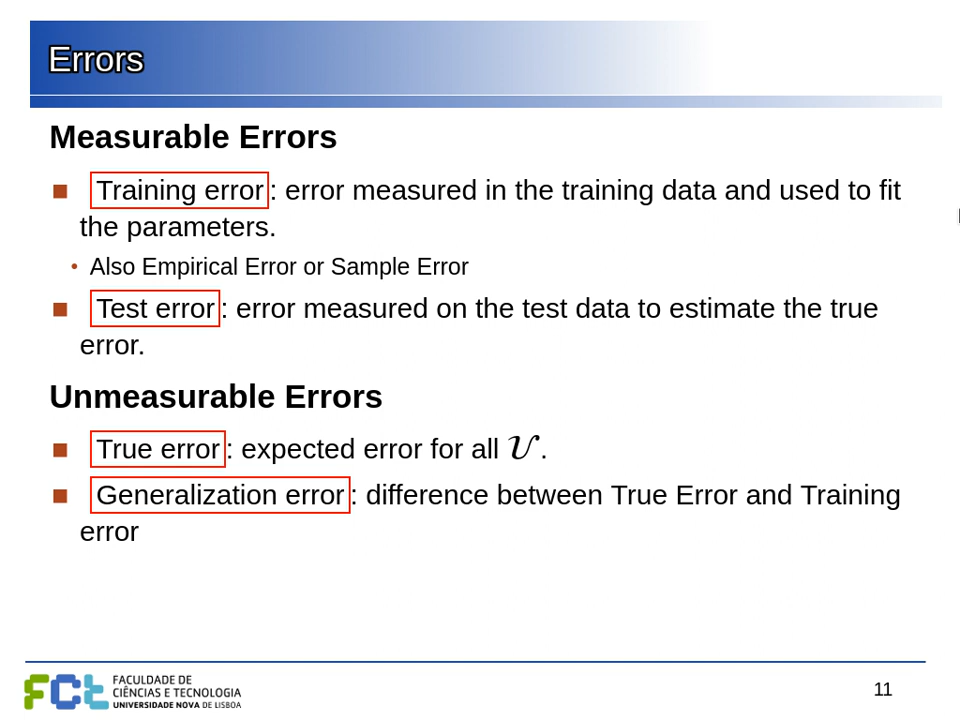 Errors
Measurable Errors
Training error: error measured in the training data and used to fit
the parameters.
• Also Empirical Error or Sample Error
Test error: error measured on the test data to estimate the true
error.
Unmeasurable Errors
True error: expected error for all 𝒰.
Generalization error: difference between True Error and Training
error
FCt
FACULDADE DE
CIÊNCIAS E TECNOLOGIA
UNIVERSIDADE NOVA DE LISBOA
11